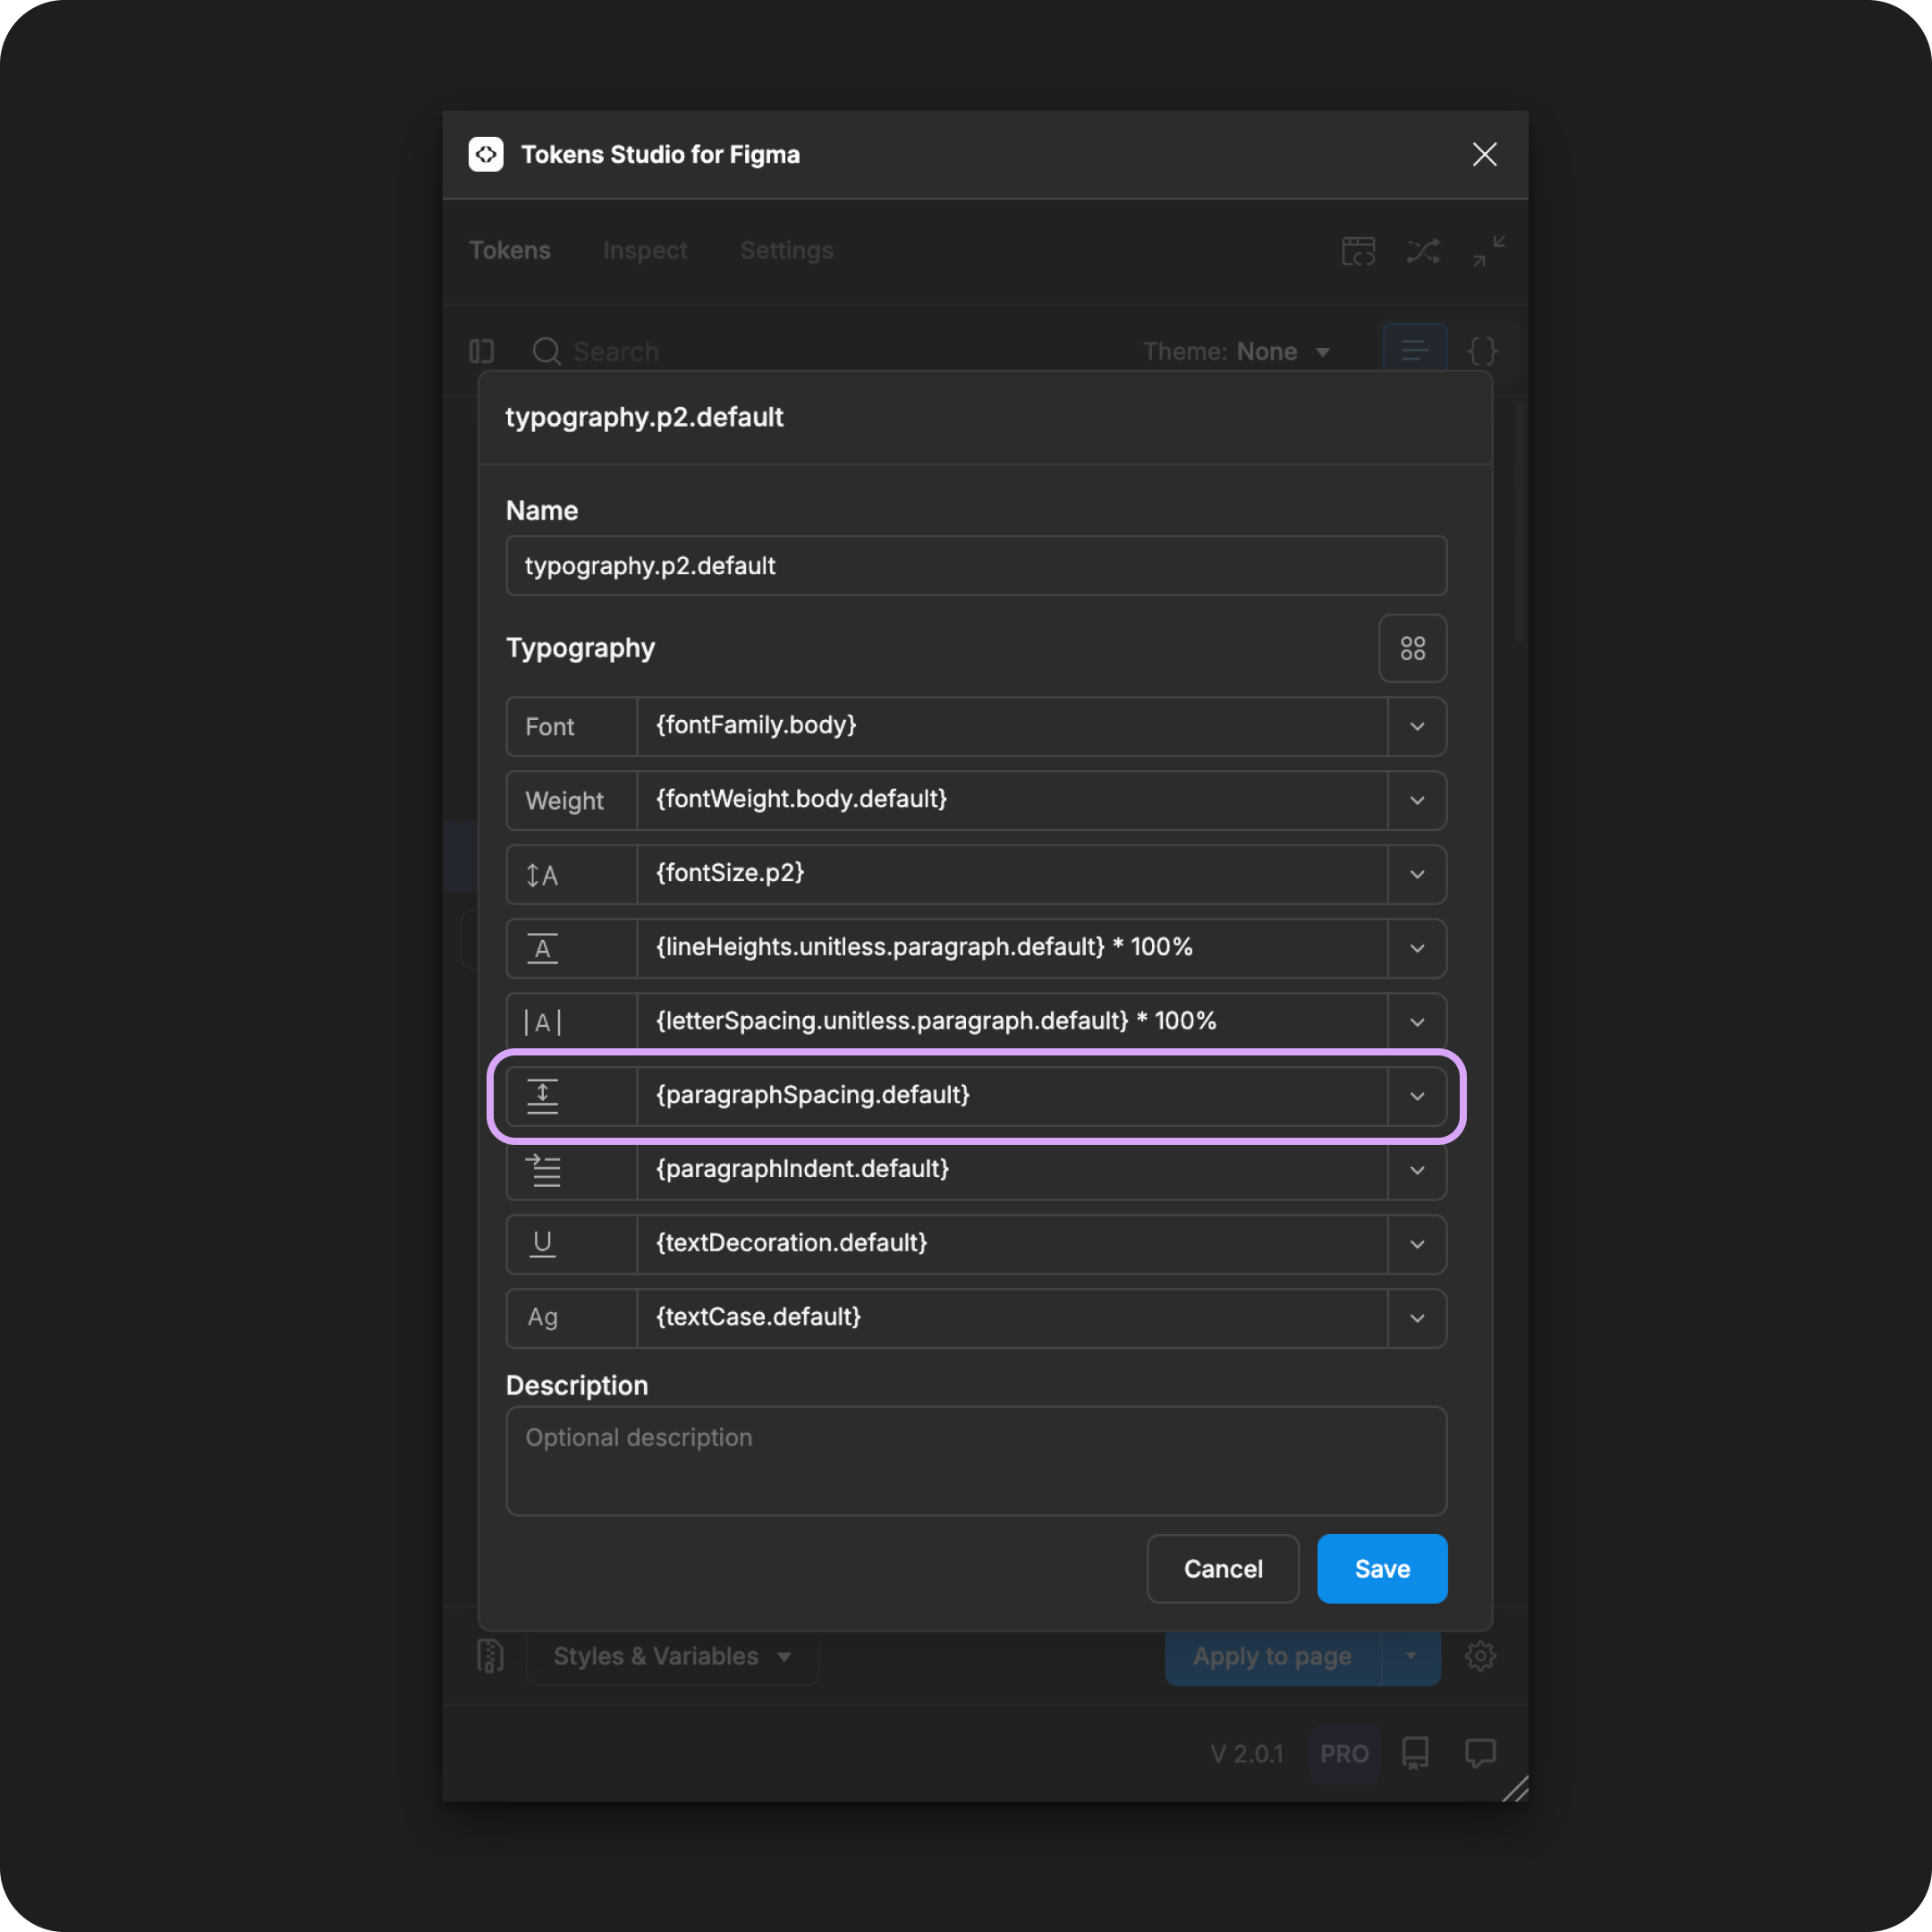 Tokens Studio for Figma
Tokens Inspect Settings
Search Theme: None
typography.p2.default
Name
typography.p2.default
Typography
Font {fontFamily.body}
Weight {fontWeight.body.default}
A {fontSize.p2}
A {lineHeights.unitless.paragraph.default} * 100%
|A| {letterSpacing.unitless.paragraph.default} * 100%
{paragraphSpacing.default}
{paragraphIndent.default}
U {textDecoration.default}
Ag {textCase.default}
Description
Optional description
Cancel Save
Styles & Variables Apply to page
V 2.0.1 PRO